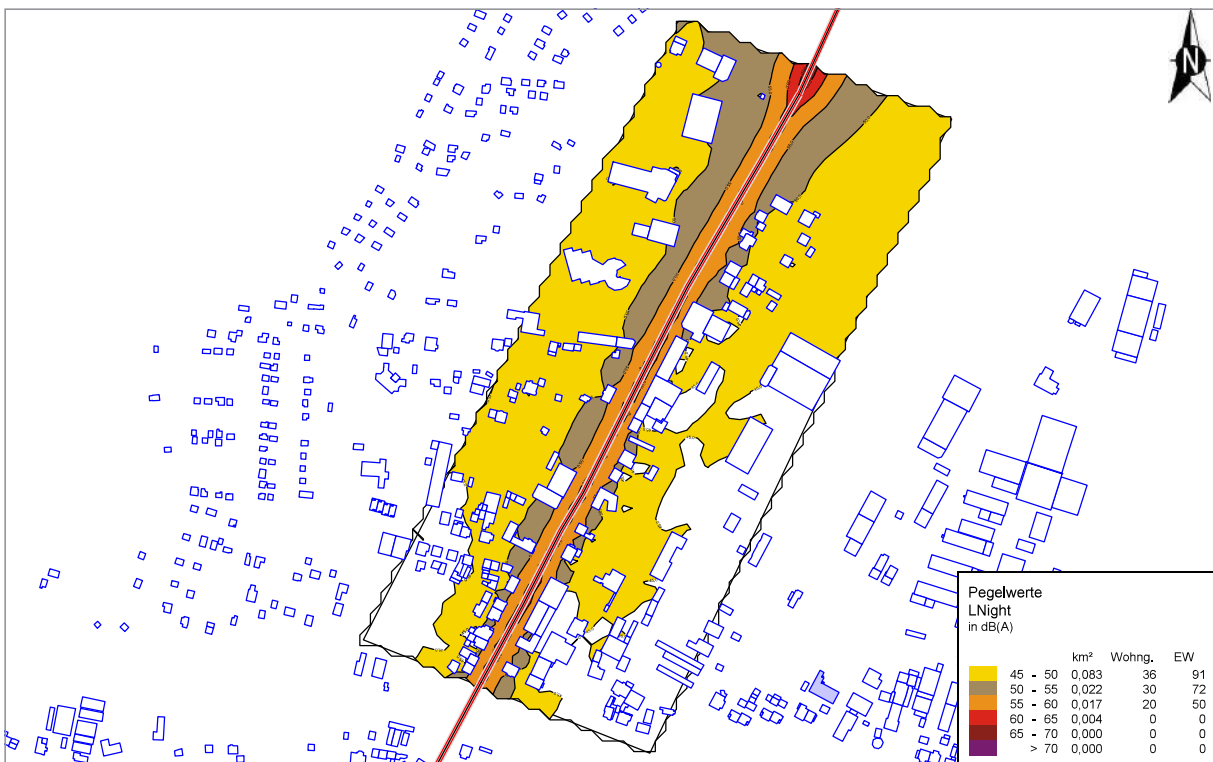 N
Pegelwerte
LNight
in dB(A)
km² Wohng. EW
45 - 50 0,083 36 91
50 - 55 0,022 30 72
55 - 60 0,017 20 50
60 - 65 0,004 0 0
65 - 70 0,000 0 0
> 70 0,000 0 0